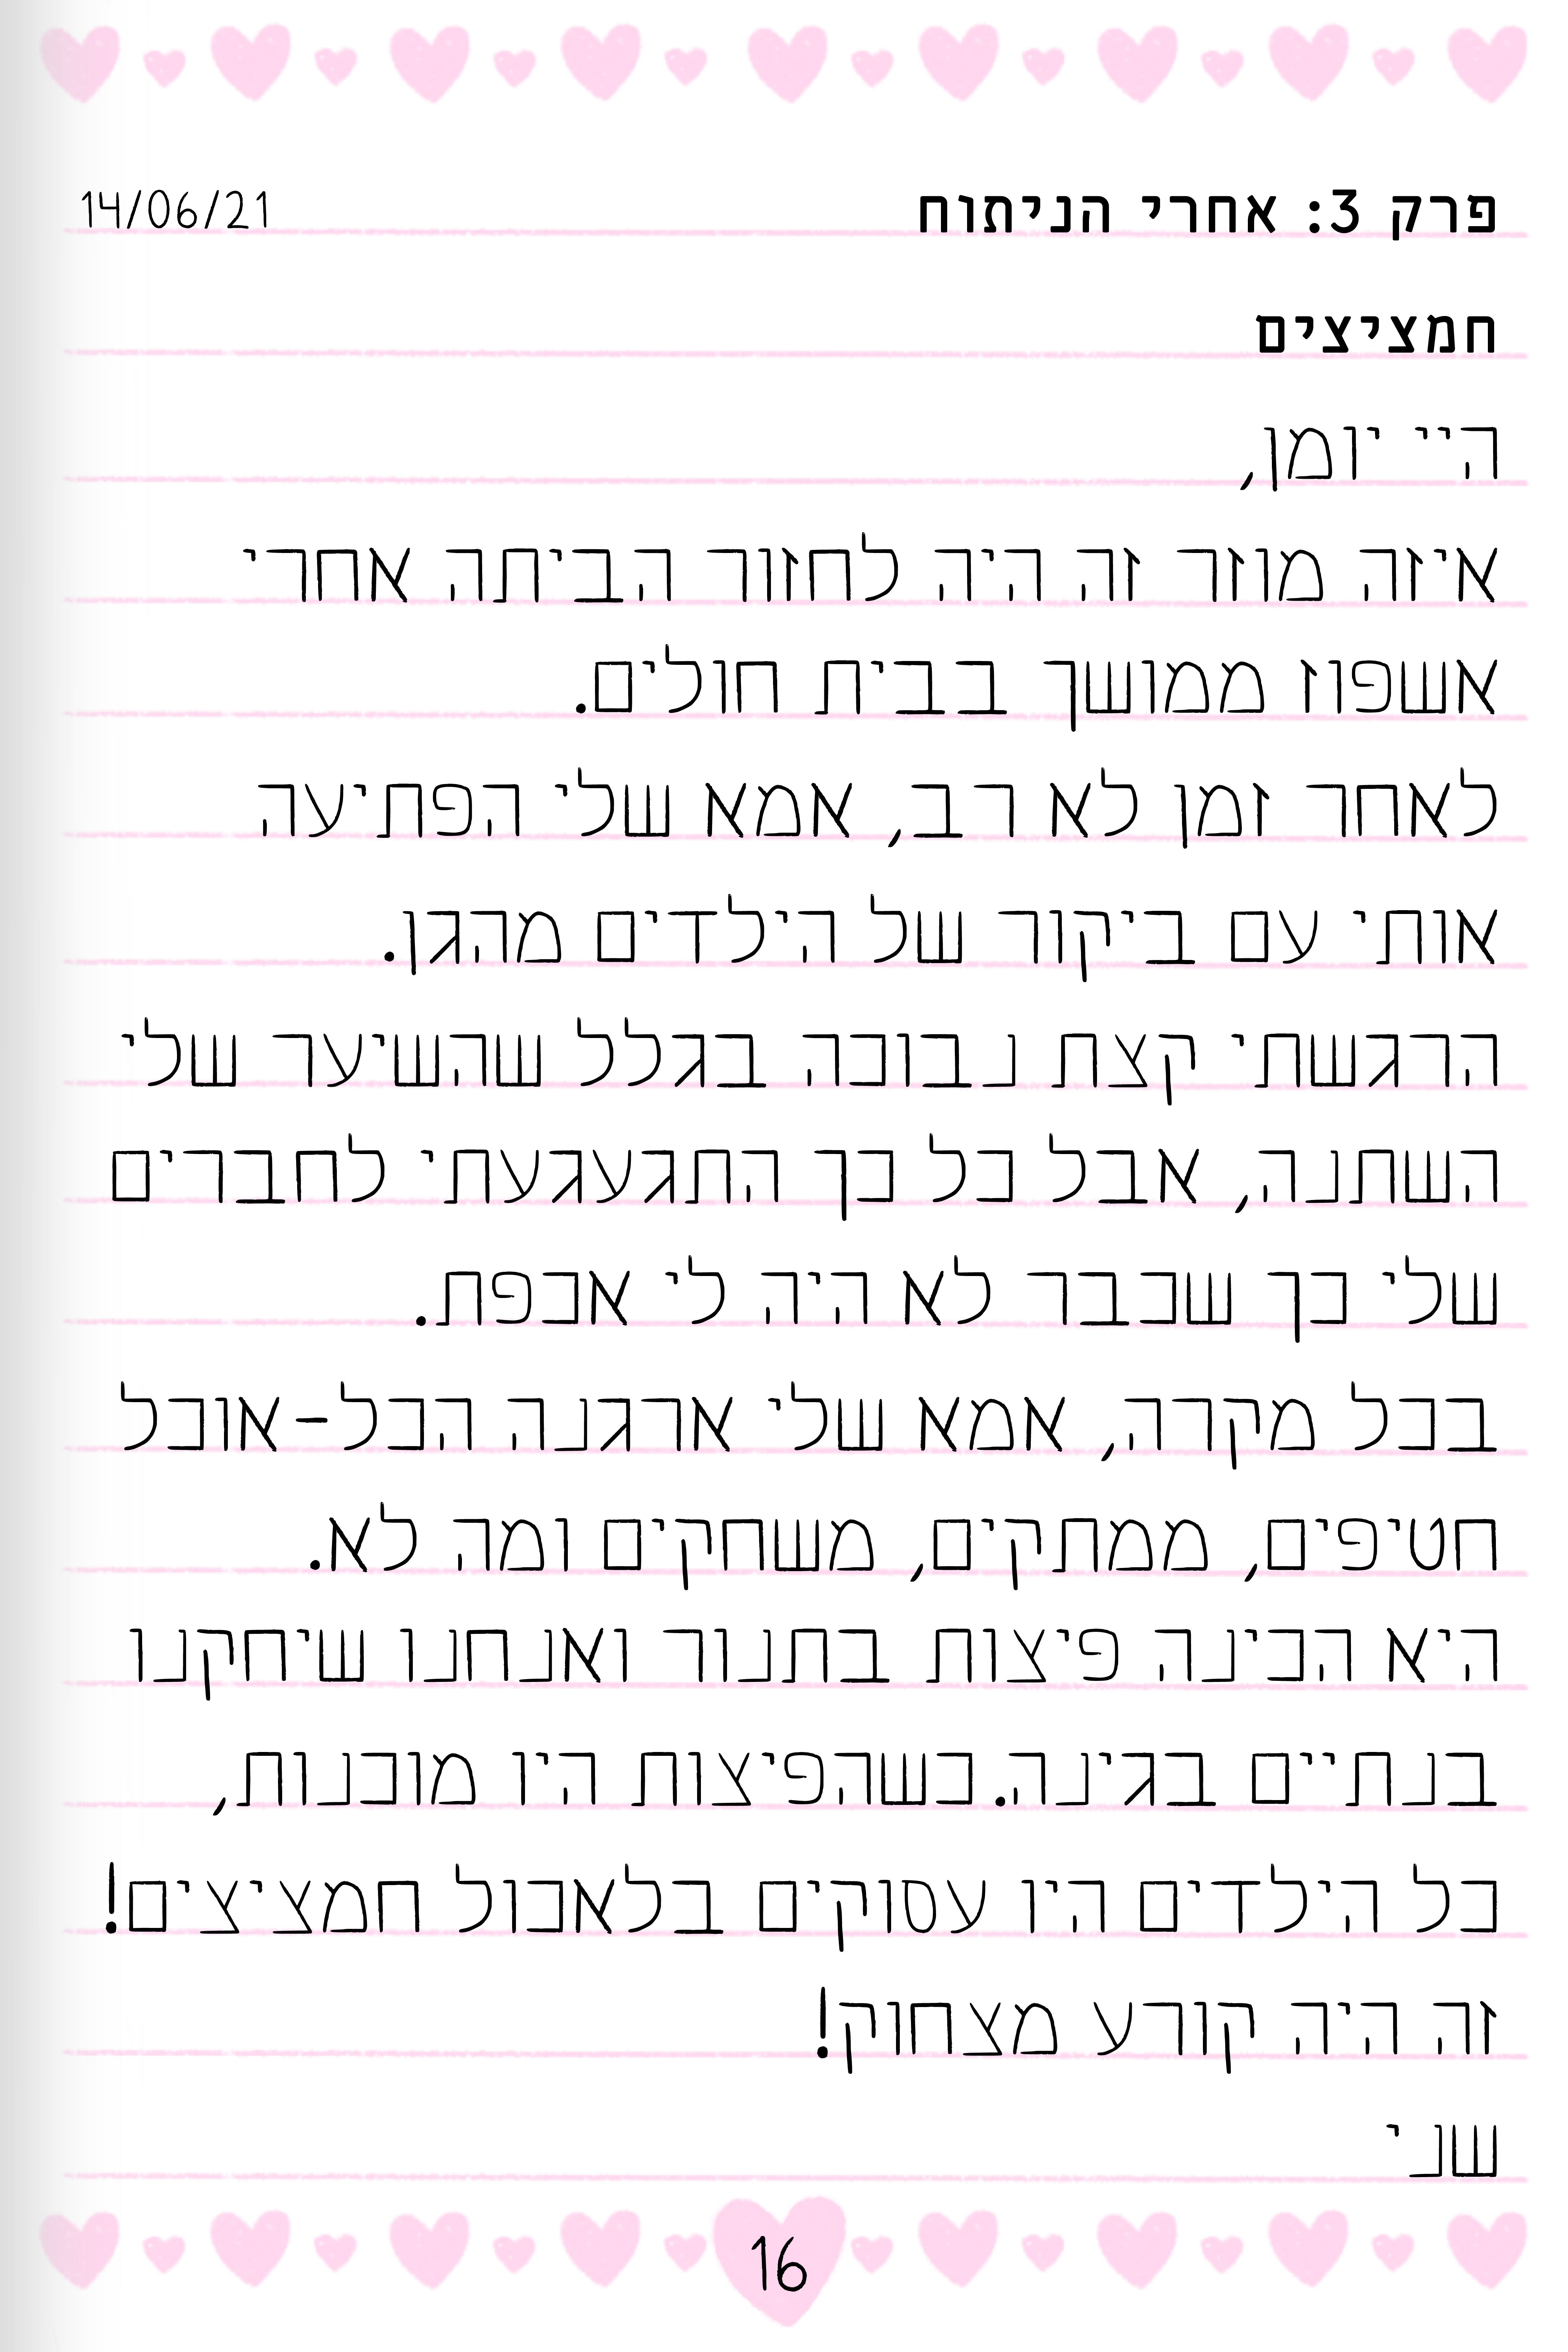 פרק 3: אחרי הניתוח 14/06/21
חמציצים
היי יומן,
איזה מוזר זה היה לחזור הביתה אחרי
אשפוז ממושך בבית חולים.
לאחר זמן לא רב, אמא שלי הפתיעה
אותי עם ביקור של הילדים מהגן.
הרגשתי קצת נבוכה בגלל שהשיער שלי
השתנה, אבל כל כך התגעגעתי לחברים
שלי כך שכבר לא היה לי אכפת.
בכל מקרה, אמא שלי ארגנה הכל-אוכל
חטיפים, ממתקים, משחקים ומה לא.
היא הכינה פיצות בתנור ואנחנו שיחקנו
בנתיים בגינה. כשהפיצות היו מוכנות,
כל הילדים היו עסוקים בלאכול חמציצים!
זה היה קורע מצחוק!
שני
16